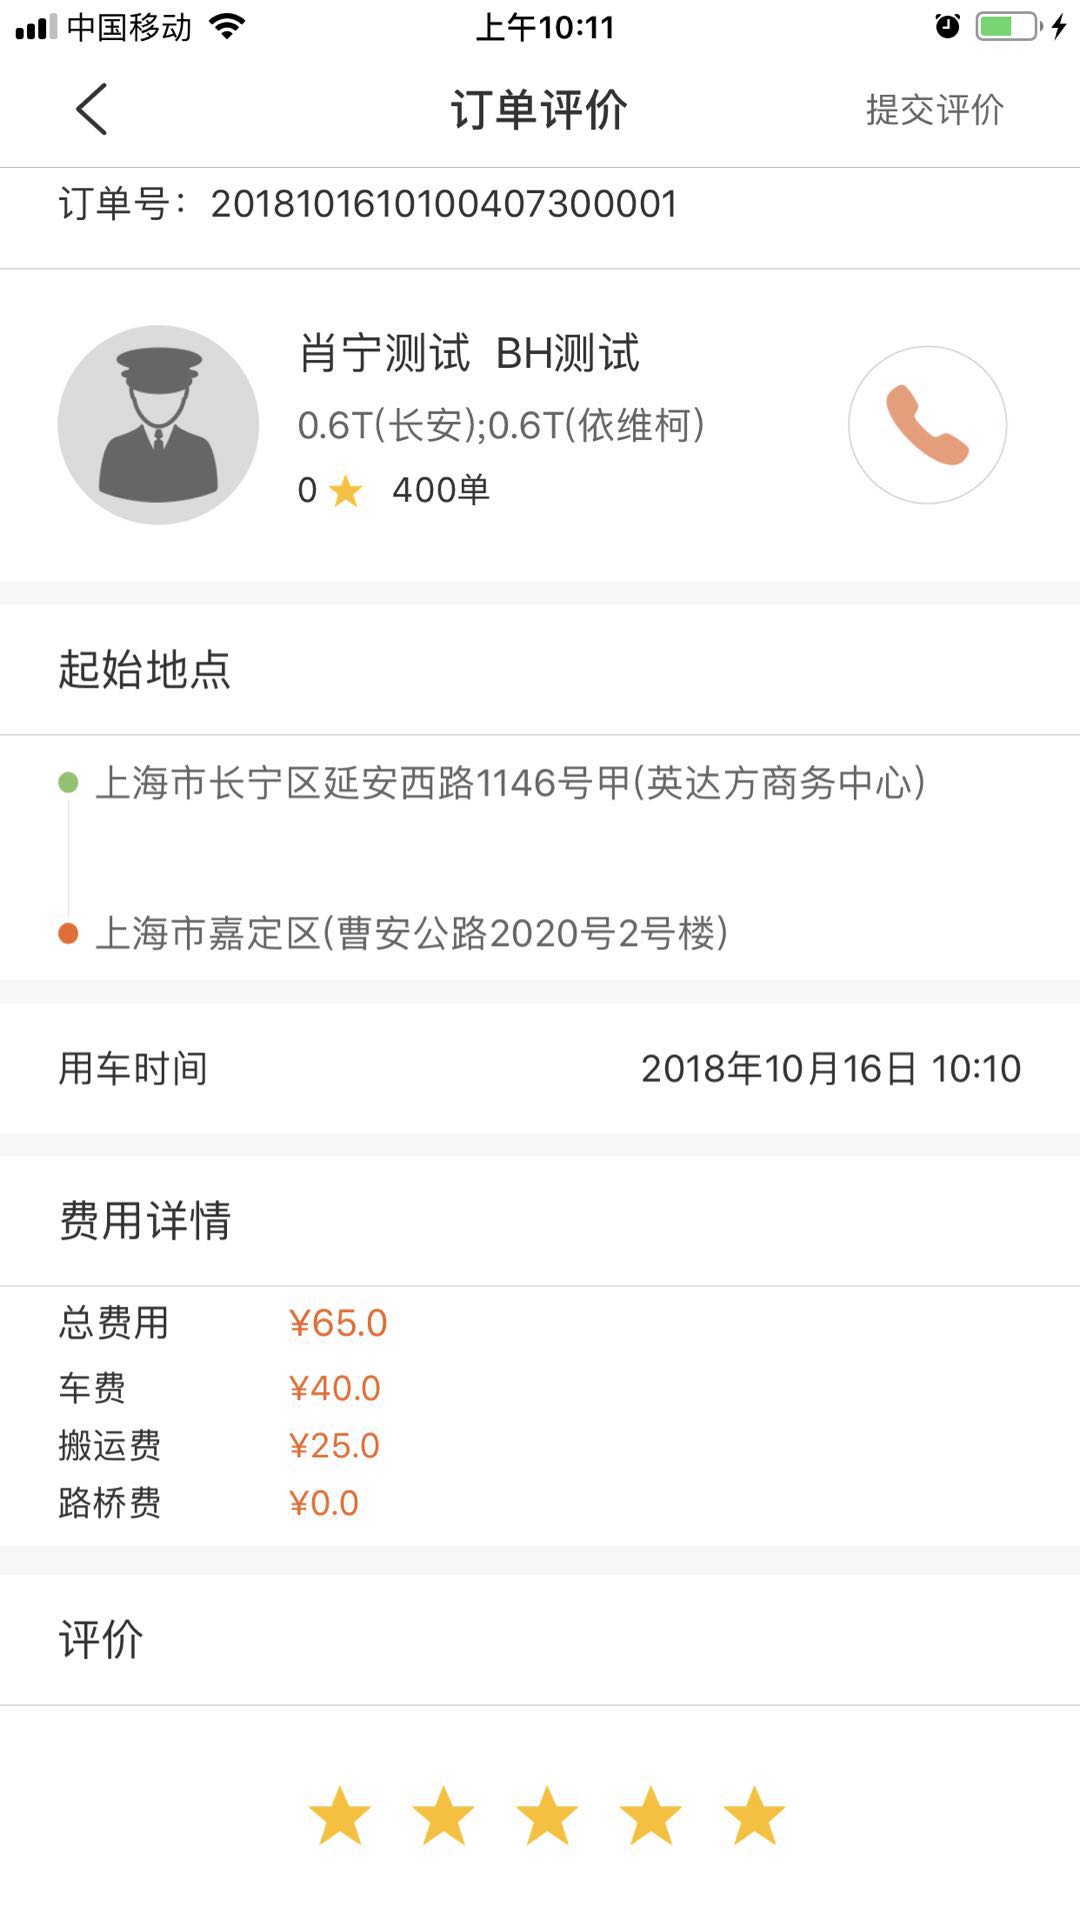 中国移动 上午10:11
订单评价 提交评价
订单号：20181016101004073​00001
肖宁测试 BH测试
0.6T(长安);0.6T(依维柯)
0 400单
起始地点
上海市长宁区延安西路1146号甲(英达方商务中心)
上海市嘉定区(曹安公路2020号2号楼)
用车时间 2018年10月16日 10:10
费用详情
总费用 ¥65.0
车费 ¥40.0
搬运费 ¥25.0
路桥费 ¥0.0
评价